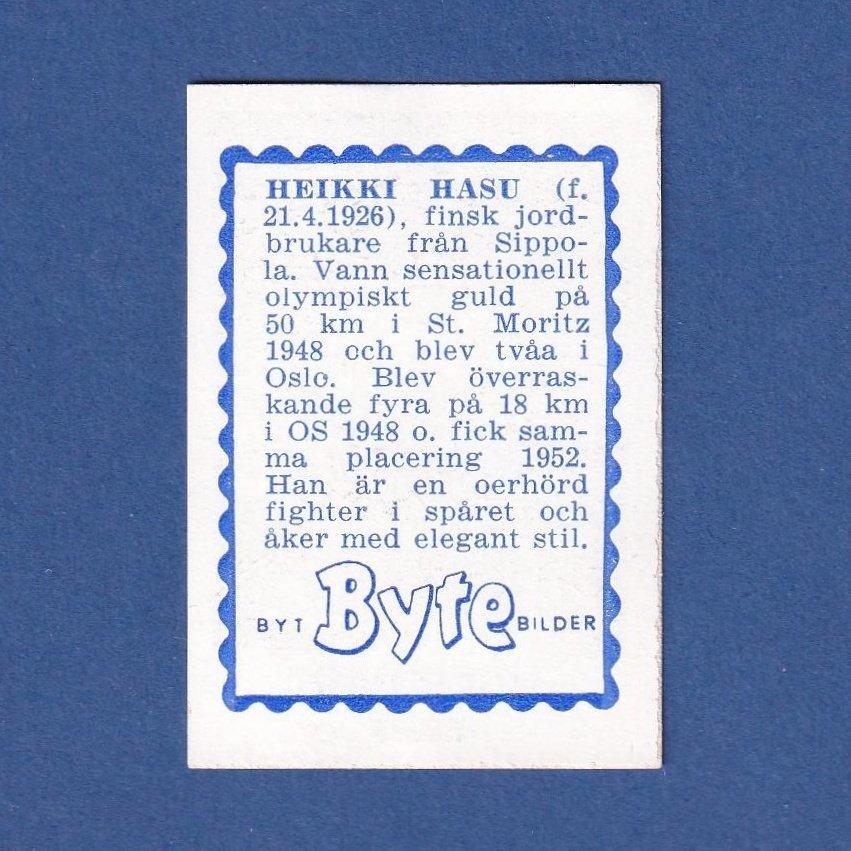 HEIKKI HASU (f.
21.4.1926), finsk jord-
brukare från Sippo-
la. Vann sensationellt
olympiskt guld på
50 km i St. Moritz
1948 och blev tvåa i
Oslo. Blev överras-
kande fyra på 18 km
i OS 1948 o. fick sam-
ma placering 1952.
Han är en oerhörd
fighter i spåret och
åker med elegant stil.
BYT Byte BILDER